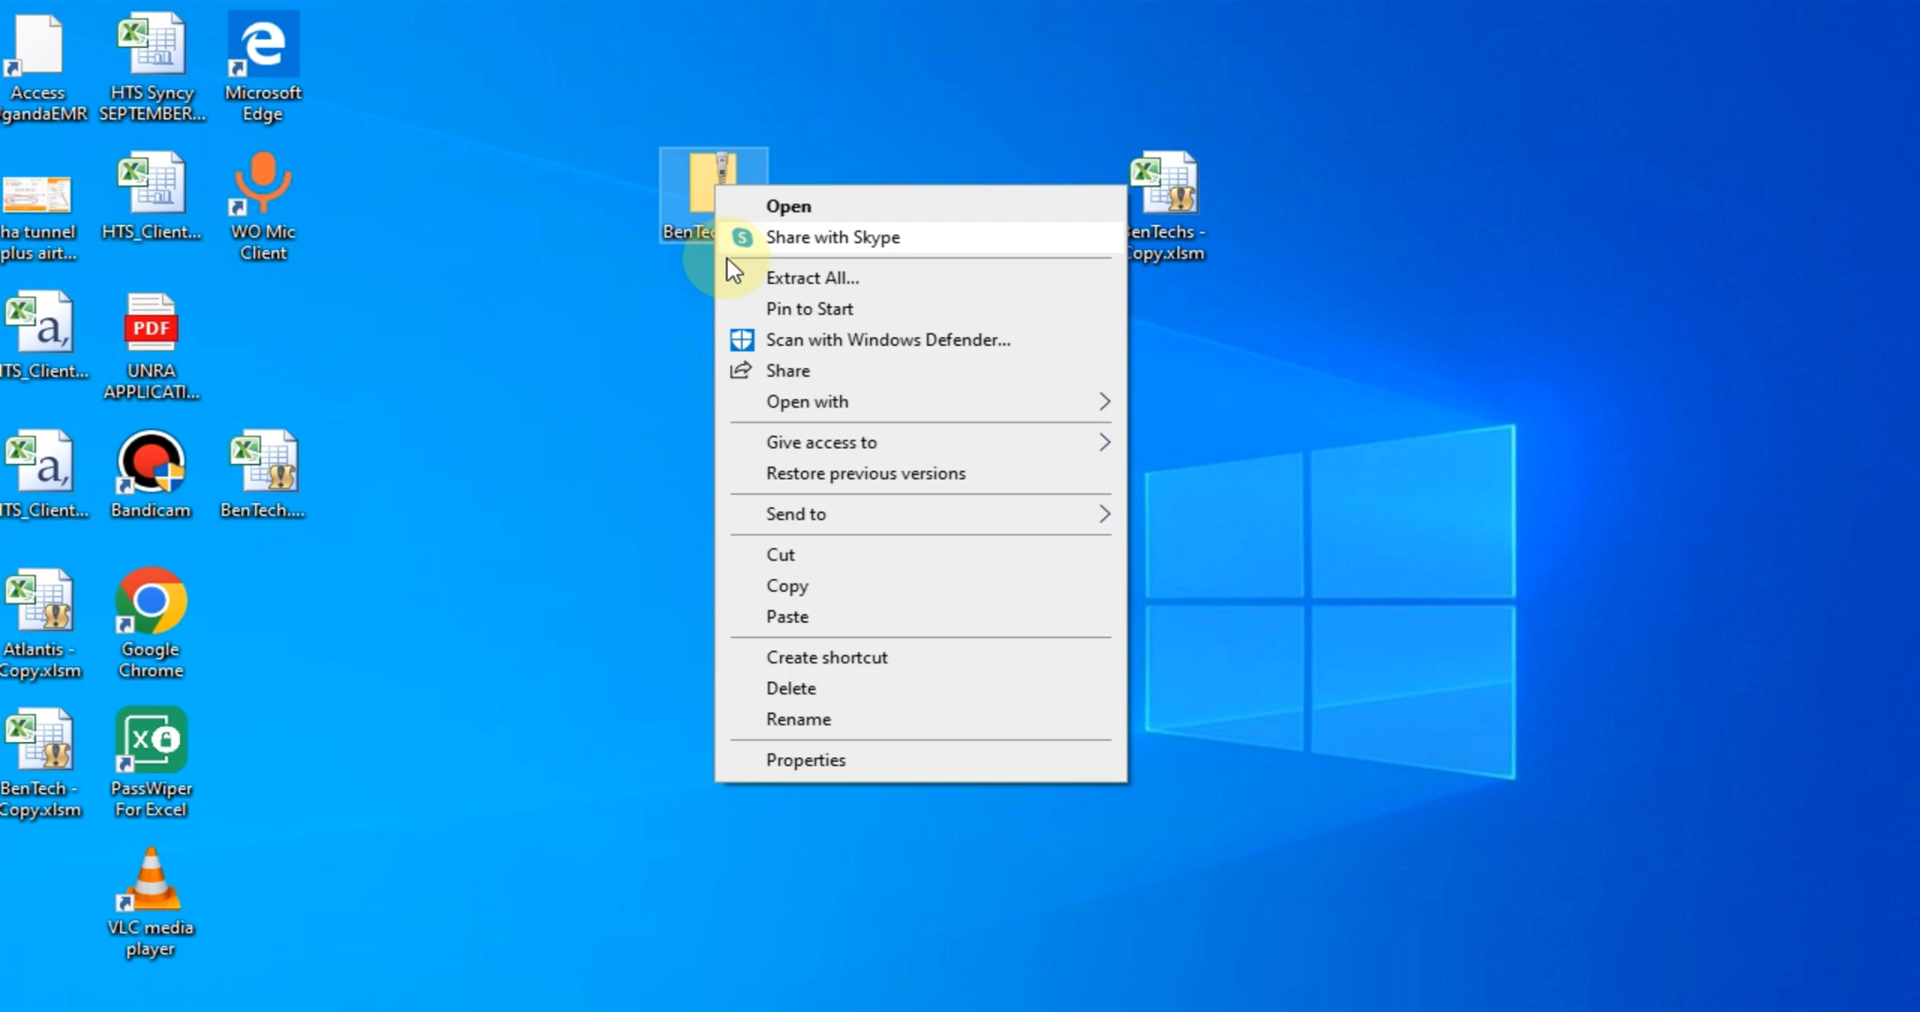 Access
gandaEMR
HTS Syncy
SEPTEMBER...
Microsoft
Edge
ha tunnel
plus airt...
HTS_Client...
WO Mic
Client
TS_Client...
PDF
UNRA
APPLICATI...
a,
TS_Client...
a,
Bandicam
BenTech....
Atlantis -
Copy.xlsm
Google
Chrome
BenTech -
Copy.xlsm
PassWiper
For Excel
VLC media
player
BenTec
enTechs -
Copy.xlsm
Open
Share with Skype
Extract All...
Pin to Start
Scan with Windows Defender...
Share
Open with
Give access to
Restore previous versions
Send to
Cut
Copy
Paste
Create shortcut
Delete
Rename
Properties